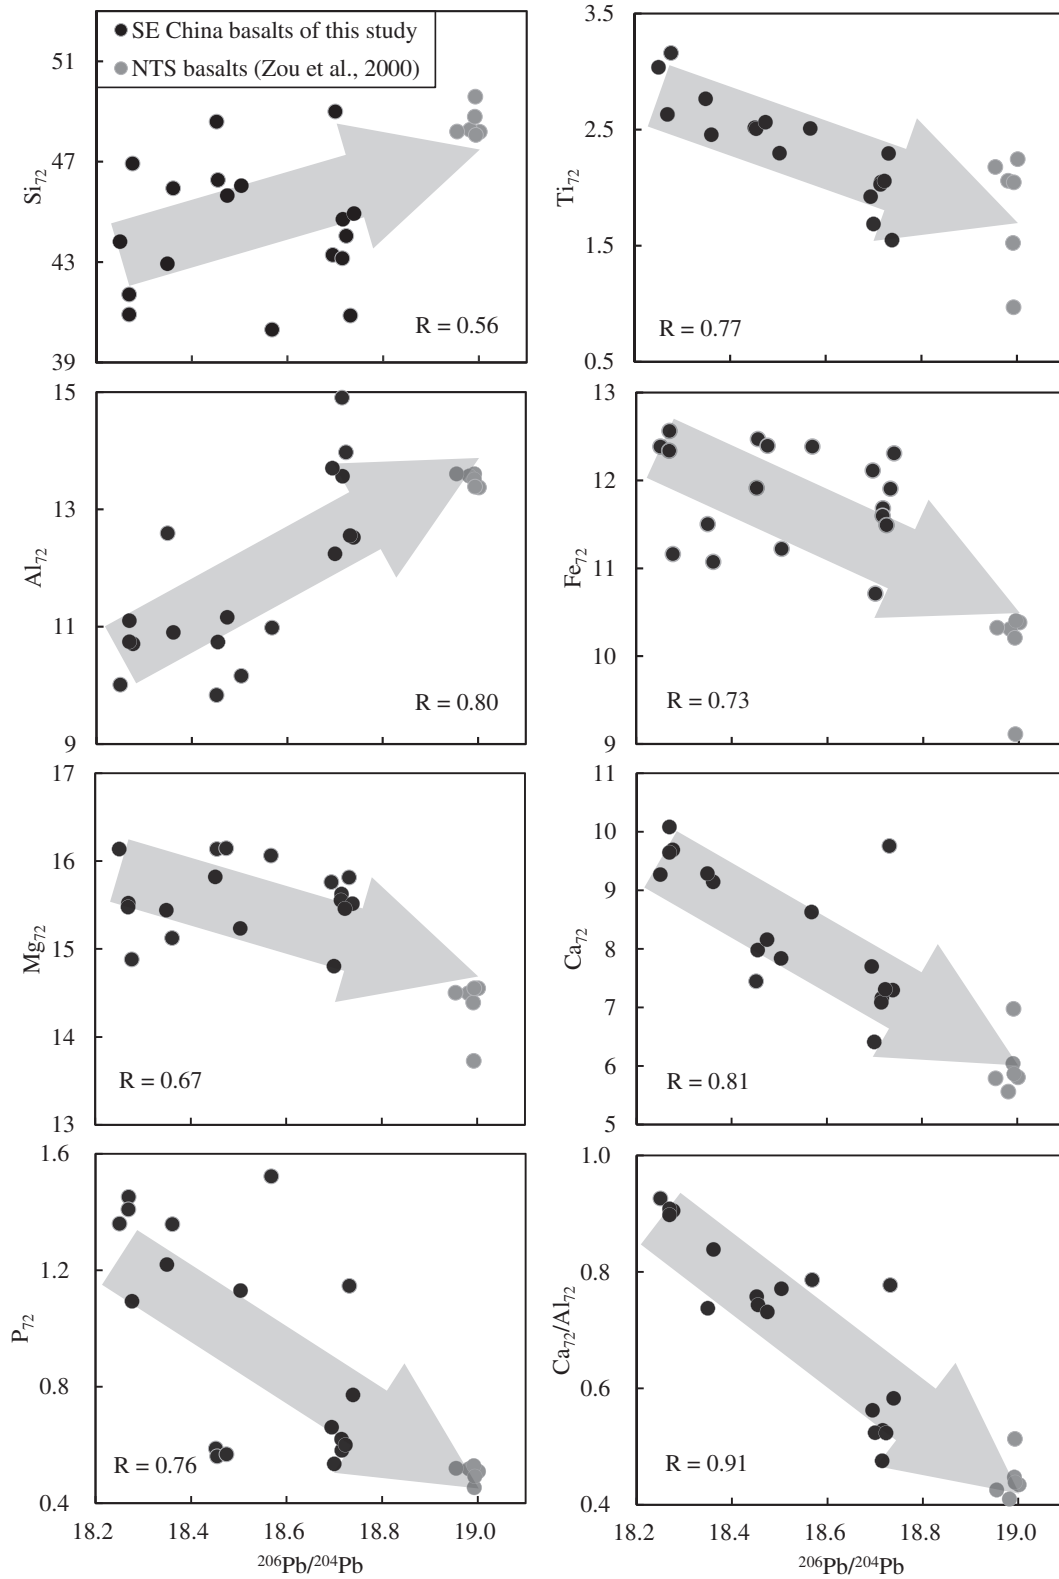 SE China basalts of this study
NTS basalts (Zou et al., 2000)
51
47
43
39
Si72
R = 0.56
3.5
2.5
1.5
0.5
Ti72
R = 0.77
15
13
11
9
Al72
R = 0.80
13
12
11
10
9
Fe72
R = 0.73
17
16
15
14
13
Mg72
R = 0.67
11
10
9
8
7
6
5
Ca72
R = 0.81
1.6
1.2
0.8
0.4
P72
R = 0.76
18.2 18.4 18.6 18.8 19.0
206Pb/204Pb
1.0
0.8
0.6
0.4
Ca72/Al72
R = 0.91
18.2 18.4 18.6 18.8 19.0
206Pb/204Pb